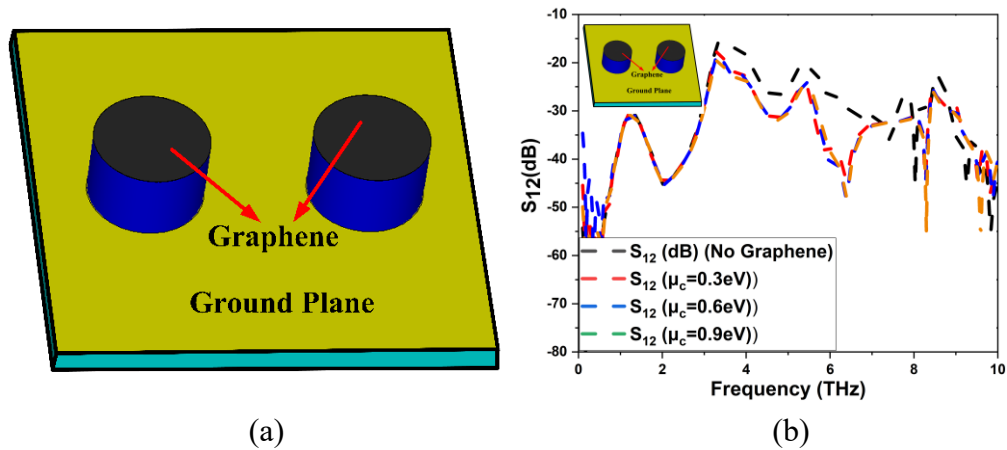 Graphene
Ground Plane
(a)
b)
S12(dB)
-10
-20
-30
-40
-50
-60
-70
-80
0
2
4
6
8
10
Frequency (THz)
Graphene
Ground Plane
S12 (dB) (No Graphene)
S12 (μc=0.3eV))
S12 (μc=0.6eV))
S12 (μc=0.9eV))
(b)